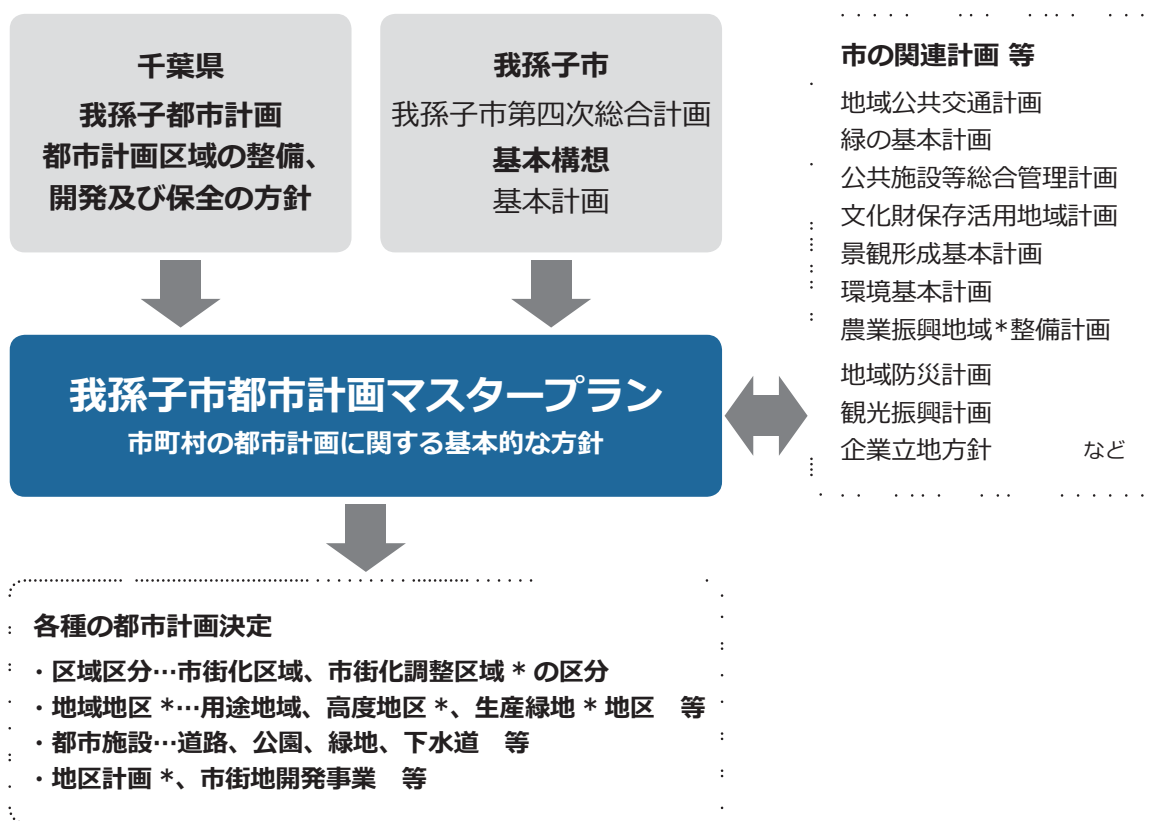 千葉県
我孫子都市計画
都市計画区域の整備、
開発及び保全の方針
我孫子市
我孫子市第四次総合計画
基本構想
基本計画
市の関連計画 等
地域公共交通計画
緑の基本計画
公共施設等総合管理計画
文化財保存活用地域計画
景観形成基本計画
環境基本計画
農業振興地域*整備計画
地域防災計画
観光振興計画
企業立地方針 など
我孫子市都市計画マスタープラン
市町村の都市計画に関する基本的な方針
各種の都市計画決定
・区域区分…市街化区域、市街化調整区域 * の区分
・地域地区 *…用途地域、高度地区 *、生産緑地 * 地区 等
・都市施設…道路、公園、緑地、下水道 等
・地区計画 *、市街地開発事業 等